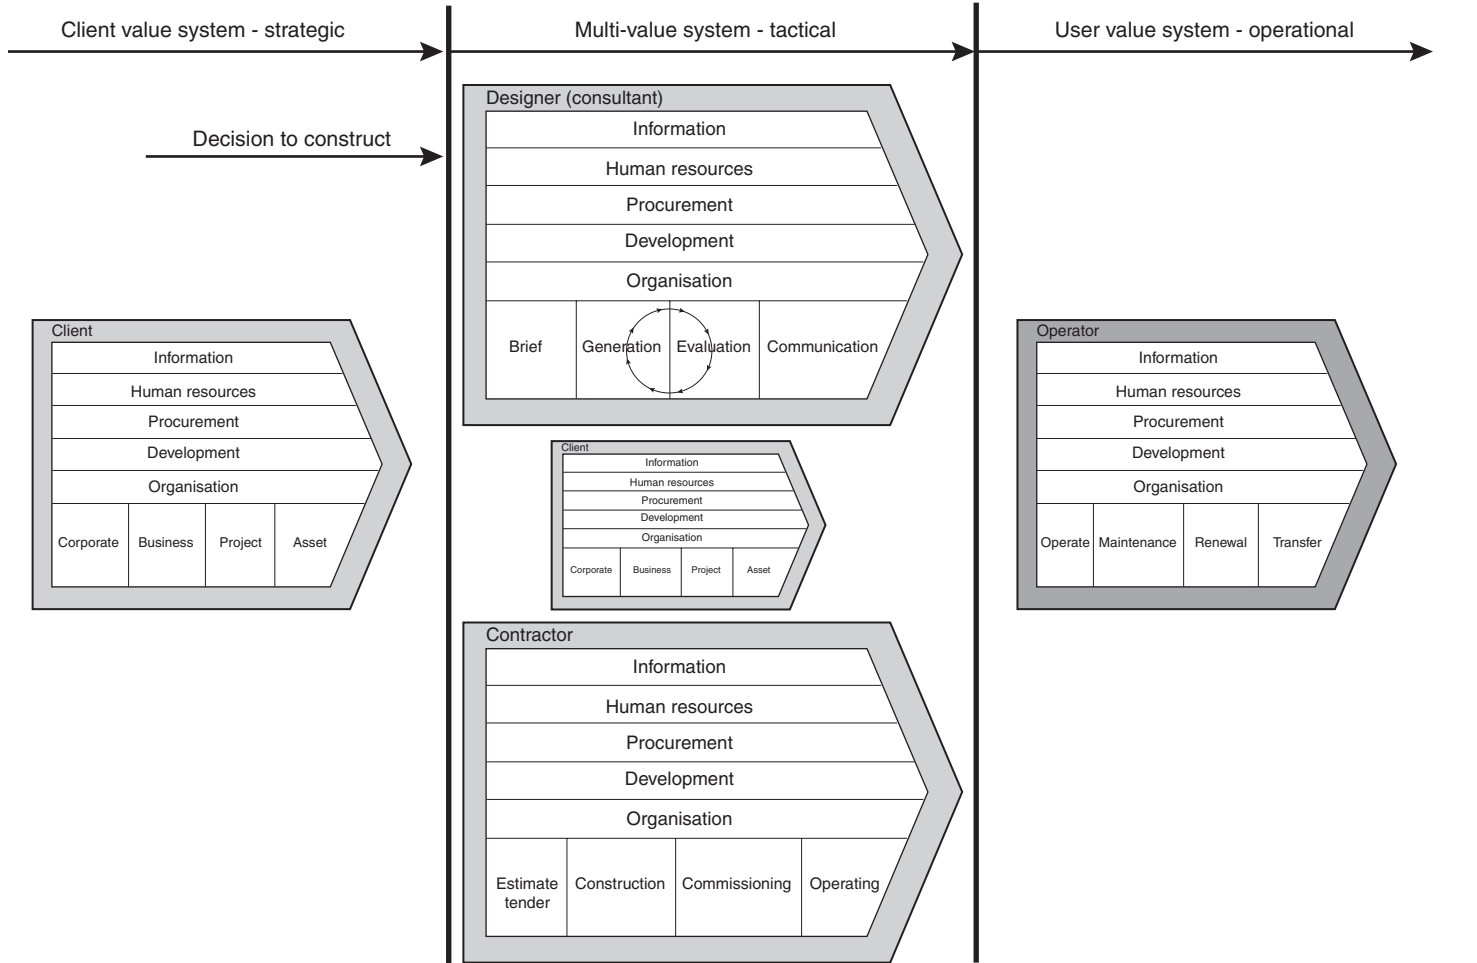 Client value system - strategic
Multi-value system - tactical
User value system - operational
Decision to construct
Client
Information
Human resources
Procurement
Development
Organisation
Corporate
Business
Project
Asset
Designer (consultant)
Information
Human resources
Procurement
Development
Organisation
Brief
Generation
Evaluation
Communication
Client
Information
Human resources
Procurement
Development
Organisation
Corporate
Business
Project
Asset
Contractor
Information
Human resources
Procurement
Development
Organisation
Estimate
tender
Construction
Commissioning
Operating
Operator
Information
Human resources
Procurement
Development
Organisation
Operate
Maintenance
Renewal
Transfer